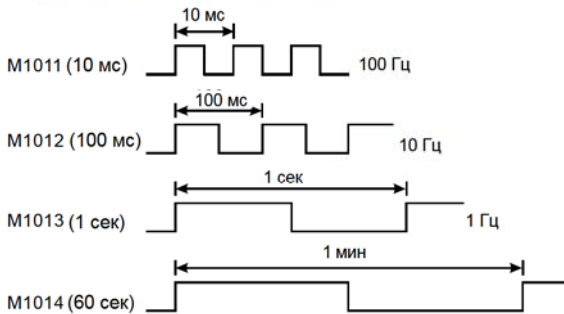 10 мс
M1011 (10 мс) 100 Гц
100 мс
M1012 (100 мс) 10 Гц
1 сек
M1013 (1 сек) 1 Гц
1 мин
M1014 (60 сек)